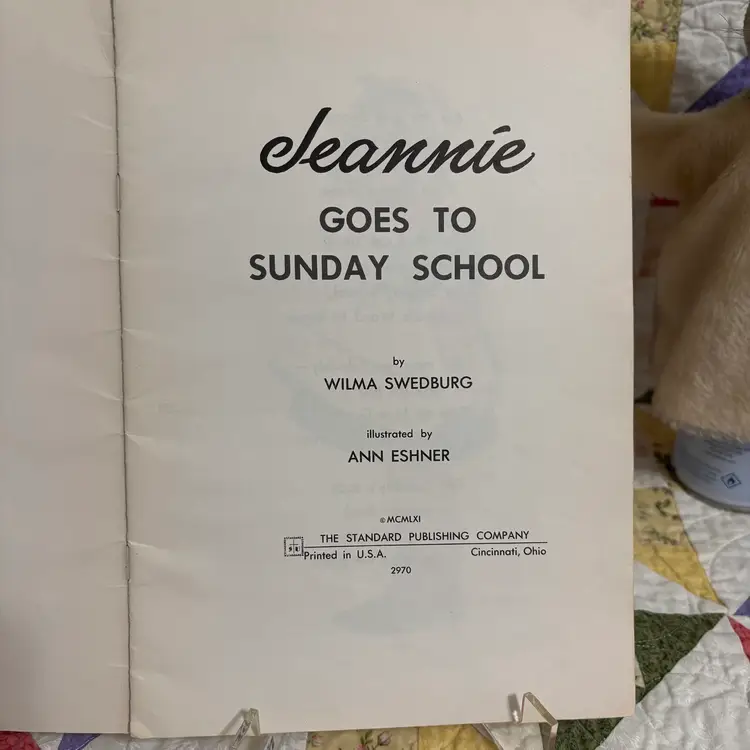 Jeannie
GOES TO
SUNDAY SCHOOL
by
WILMA SWEDBURG
illustrated by
ANN ESHNER
© MCMLXI
THE STANDARD PUBLISHING COMPANY
Printed in U.S.A. Cincinnati, Ohio
2970